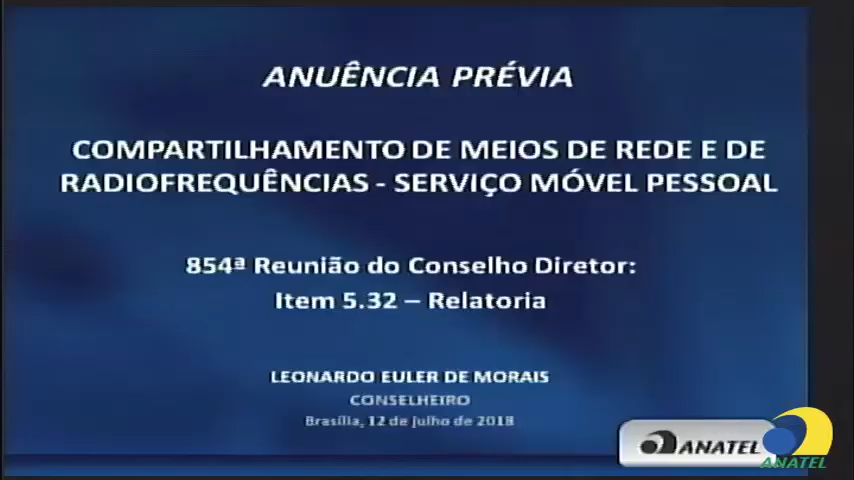 ANUÊNCIA PRÉVIA
COMPARTILHAMENTO DE MEIOS DE REDE E DE
RADIOFREQUÊNCIAS - SERVIÇO MÓVEL PESSOAL
854ª Reunião do Conselho Diretor:
Item 5.32 – Relatoria
LEONARDO EULER DE MORAIS
CONSELHEIRO
Brasília, 12 de julho de 2018
ANATEL
ANATEL